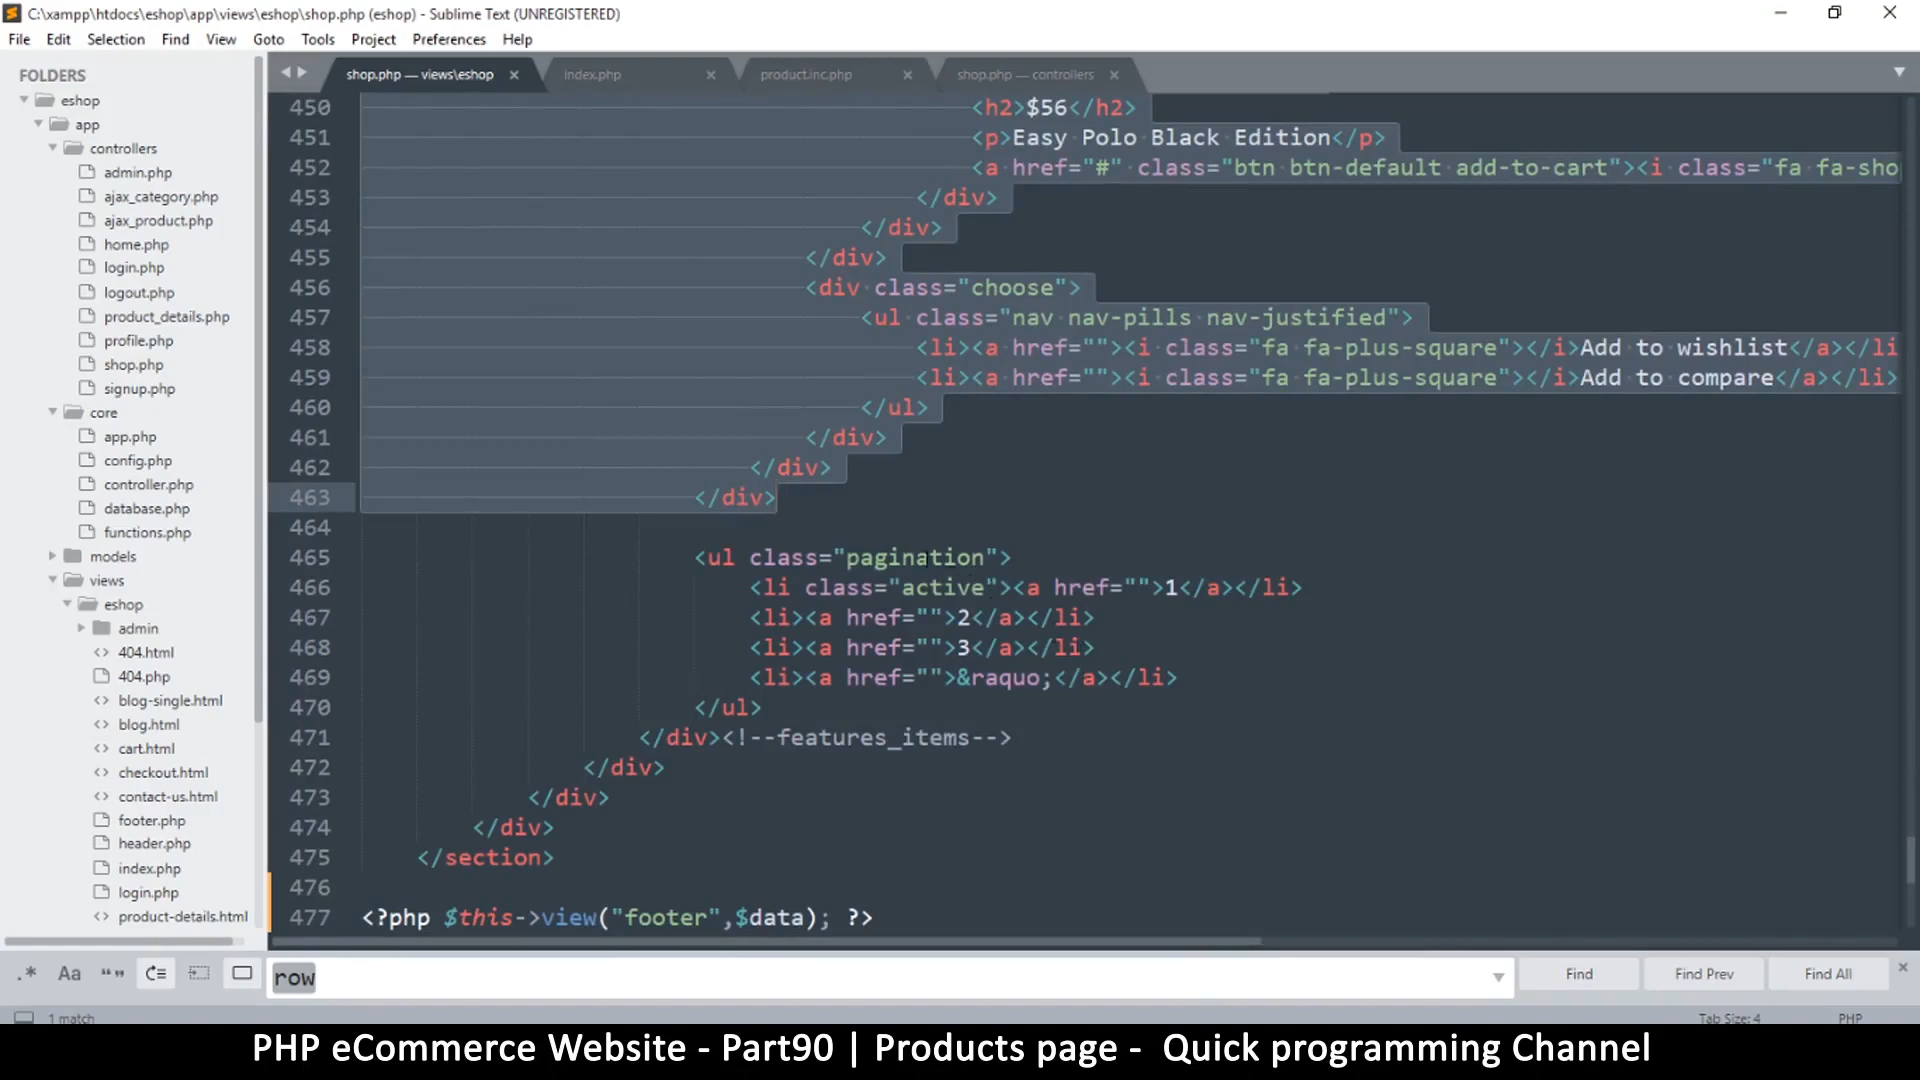 C:\xampp\htdocs\eshop\app\views\eshop\shop.php (eshop) - Sublime Text (UNREGISTERED)
File Edit Selection Find View Goto Tools Project Preferences Help
FOLDERS
eshop
app
controllers
admin.php
ajax_category.php
ajax_product.php
home.php
login.php
logout.php
product_details.php
profile.php
shop.php
signup.php
core
app.php
config.php
controller.php
database.php
functions.php
models
views
eshop
admin
404.html
404.php
blog-single.html
blog.html
cart.html
checkout.html
contact-us.html
footer.php
header.php
index.php
login.php
product-details.html
shop.php — views\eshop index.php product.inc.php shop.php — controllers
450 <h2>$56</h2>
451 <p>Easy Polo Black Edition</p>
452 <a href="#" class="btn btn-default add-to-cart"><i class="fa fa-sho
453 </div>
454 </div>
455 </div>
456 <div class="choose">
457 <ul class="nav nav-pills nav-justified">
458 <li><a href=""><i class="fa fa-plus-square"></i>Add to wishlist</a></li
459 <li><a href=""><i class="fa fa-plus-square"></i>Add to compare</a></li>
460 </ul>
461 </div>
462 </div>
463 </div>
464
465 <ul class="pagination">
466 <li class="active"><a href="">1</a></li>
467 <li><a href="">2</a></li>
468 <li><a href="">3</a></li>
469 <li><a href="">&raquo;</a></li>
470 </ul>
471 </div><!--features_items-->
472 </div>
473 </div>
474 </div>
475 </section>
476
477 <?php $this->view("footer",$data); ?>
.* Aa “” row Find Find Prev Find All
1 match Tab Size: 4 PHP
PHP eCommerce Website - Part90 | Products page - Quick programming Channel